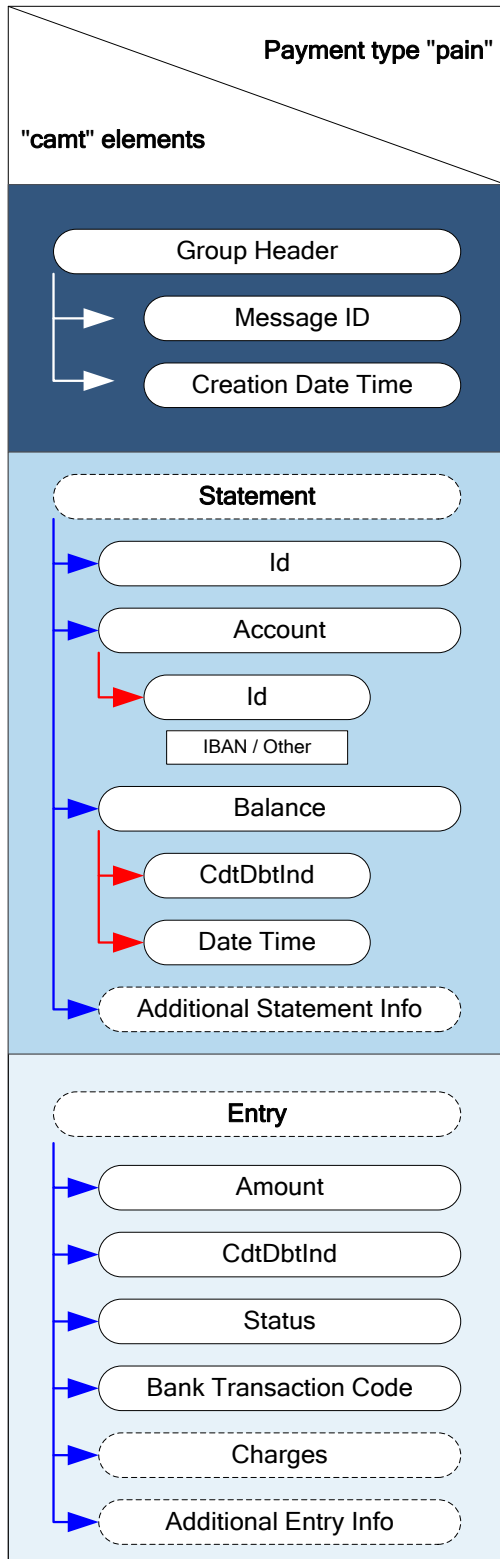 Payment type "pain"
"camt" elements
Group Header
Message ID
Creation Date Time
Statement
Id
Account
Id
IBAN / Other
Balance
CdtDbtInd
Date Time
Additional Statement Info
Entry
Amount
CdtDbtInd
Status
Bank Transaction Code
Charges
Additional Entry Info